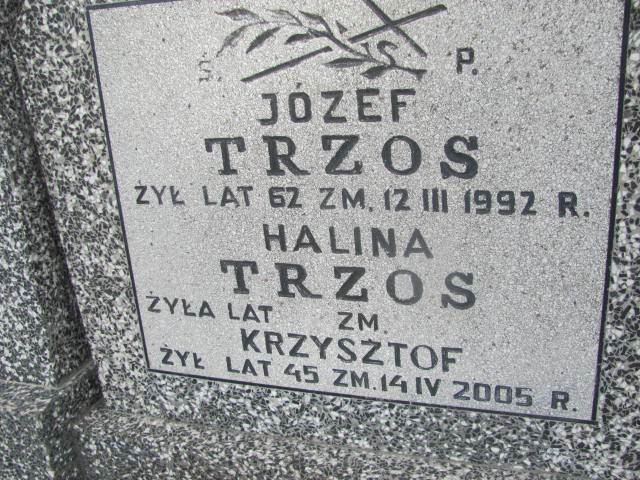 Ś. P.
JÓZEF
TRZOS
ŻYŁ LAT 62 ZM. 12 III 1992 R.
HALINA
TRZOS
ŻYŁA LAT ZM.
KRZYSZTOF
ŻYŁ LAT 45 ZM. 14 IV 2005 R.